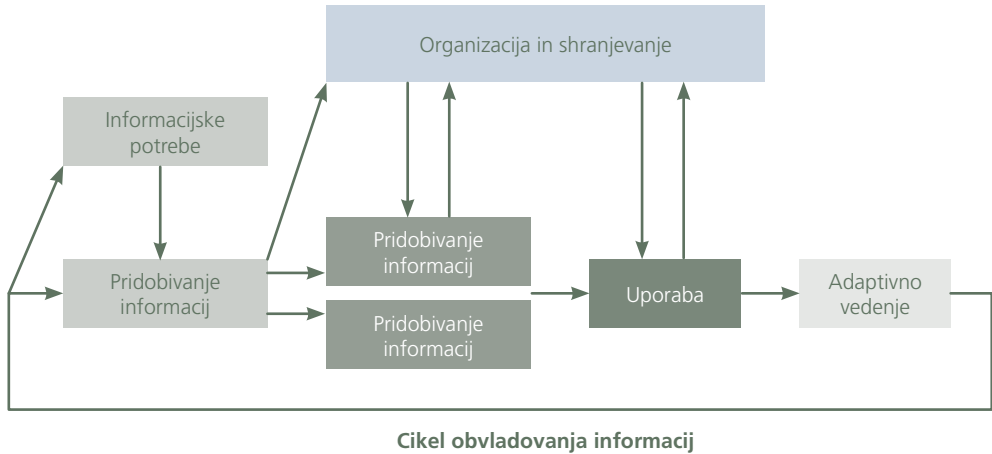 Organizacija in shranjevanje
Informacijske
potrebe
Pridobivanje
informacij
Pridobivanje
informacij
Pridobivanje
informacij
Uporaba
Adaptivno
vedenje
Cikel obvladovanja informacij